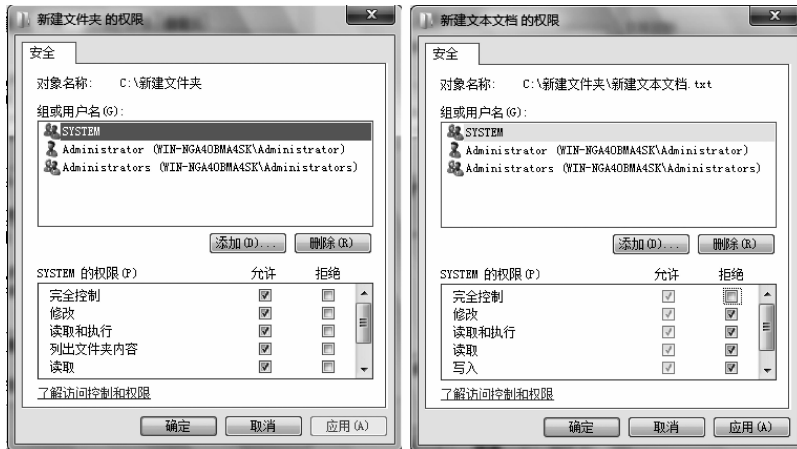 新建文件夹 的权限
安全
对象名称: C:\新建文件夹
组或用户名(G):
SYSTEM
Administrator (WIN-NGA4OBMA4SK\Administrator)
Administrators (WIN-NGA4OBMA4SK\Administrators)
添加(D)... 删除(R)
SYSTEM 的权限(P) 允许 拒绝
完全控制
修改
读取和执行
列出文件夹内容
读取
了解访问控制和权限
确定 取消 应用(A)
新建文本文档 的权限
安全
对象名称: C:\新建文件夹\新建文本文档.txt
组或用户名(G):
SYSTEM
Administrator (WIN-NGA4OBMA4SK\Administrator)
Administrators (WIN-NGA4OBMA4SK\Administrators)
添加(D)... 删除(R)
SYSTEM 的权限(P) 允许 拒绝
完全控制
修改
读取和执行
读取
写入
了解访问控制和权限
确定 取消 应用(A)